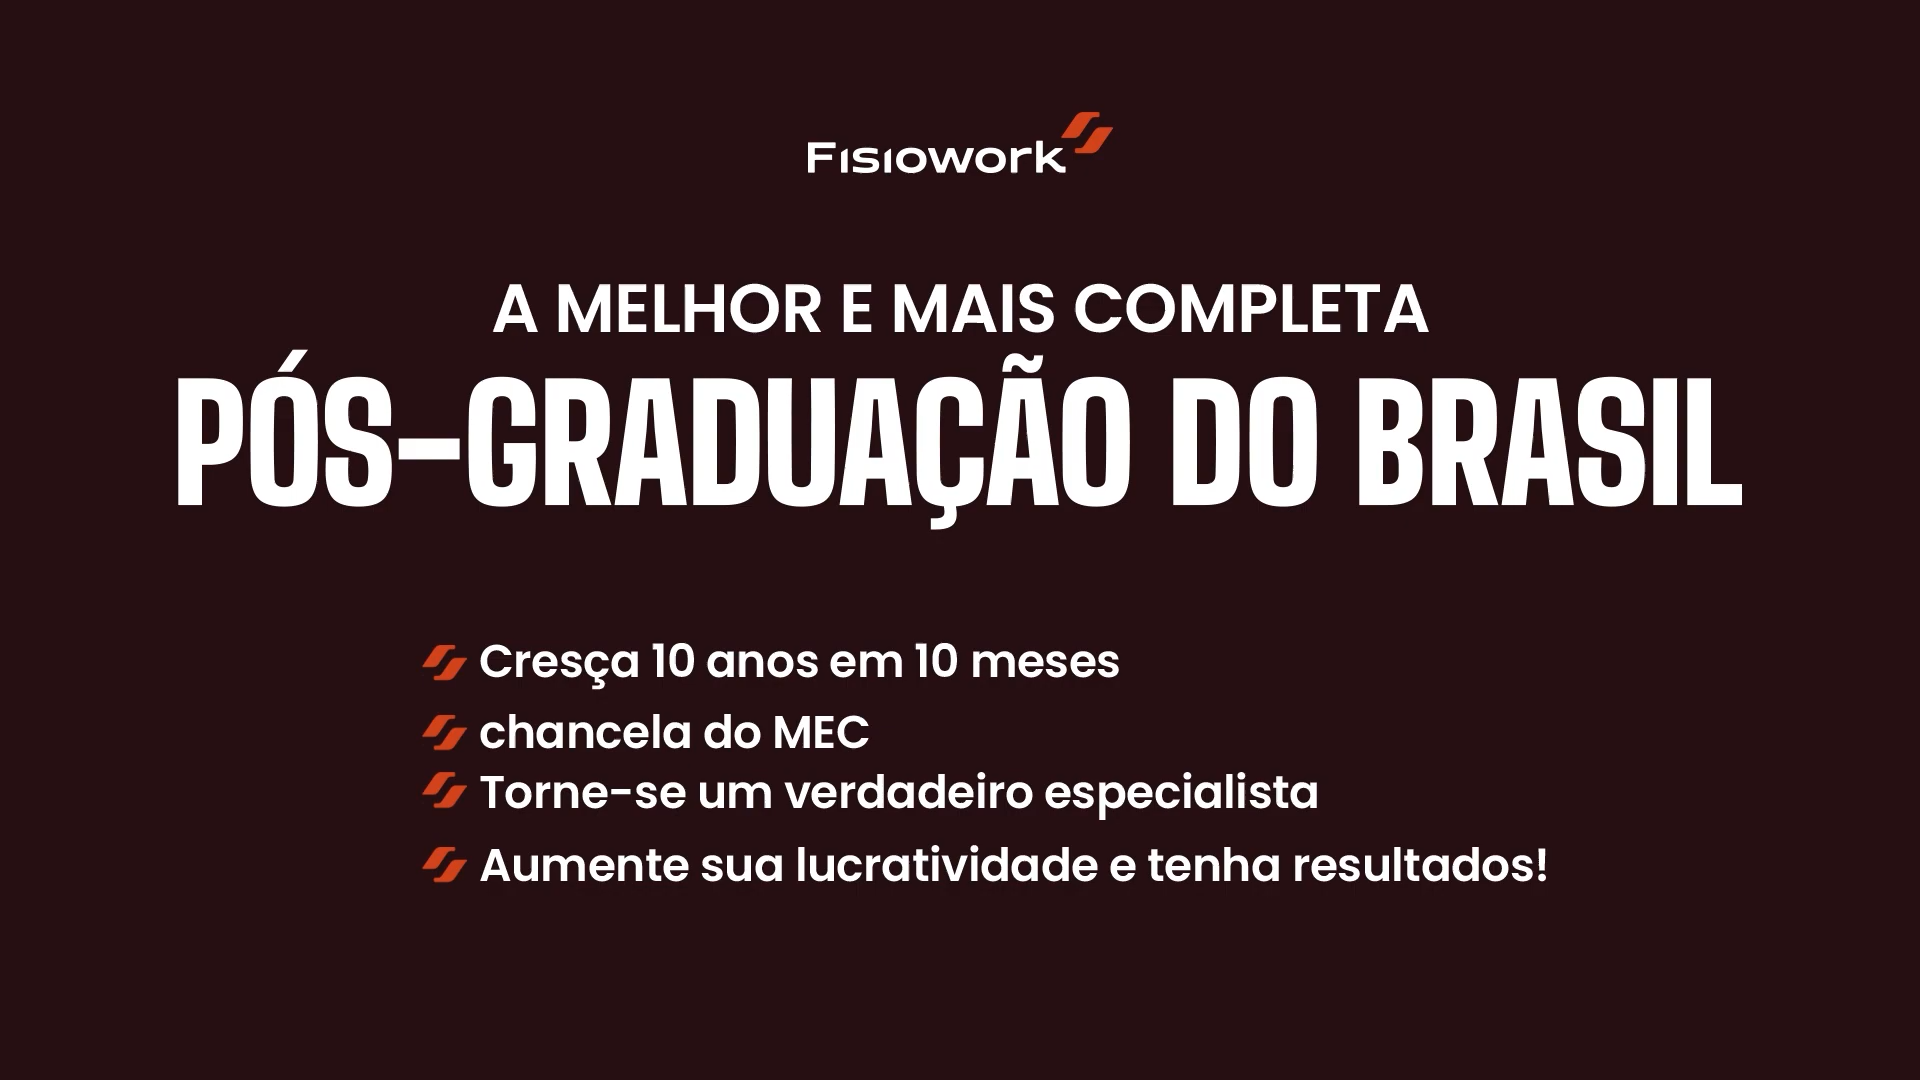 Fisiowork
A MELHOR E MAIS COMPLETA
PÓS-GRADUAÇÃO DO BRASIL
Cresça 10 anos em 10 meses
chancela do MEC
Torne-se um verdadeiro especialista
Aumente sua lucratividade e tenha resultados!